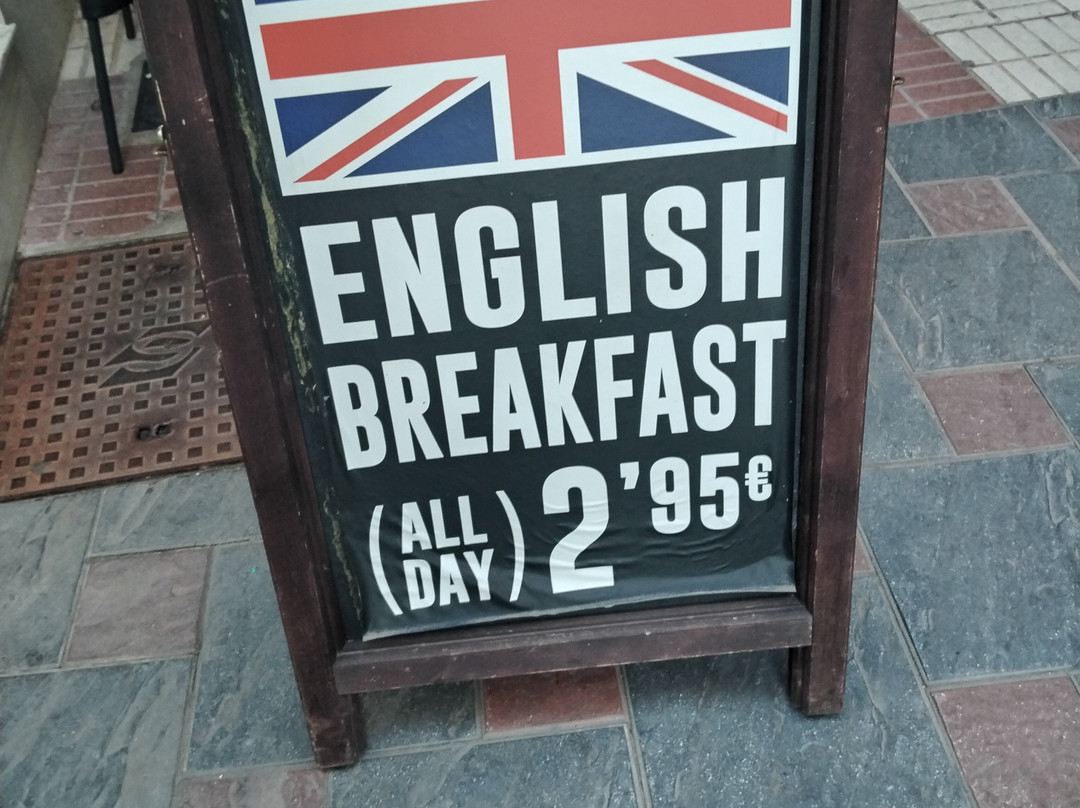 ENGLISH
BREAKFAST
(ALL DAY) 2'95€